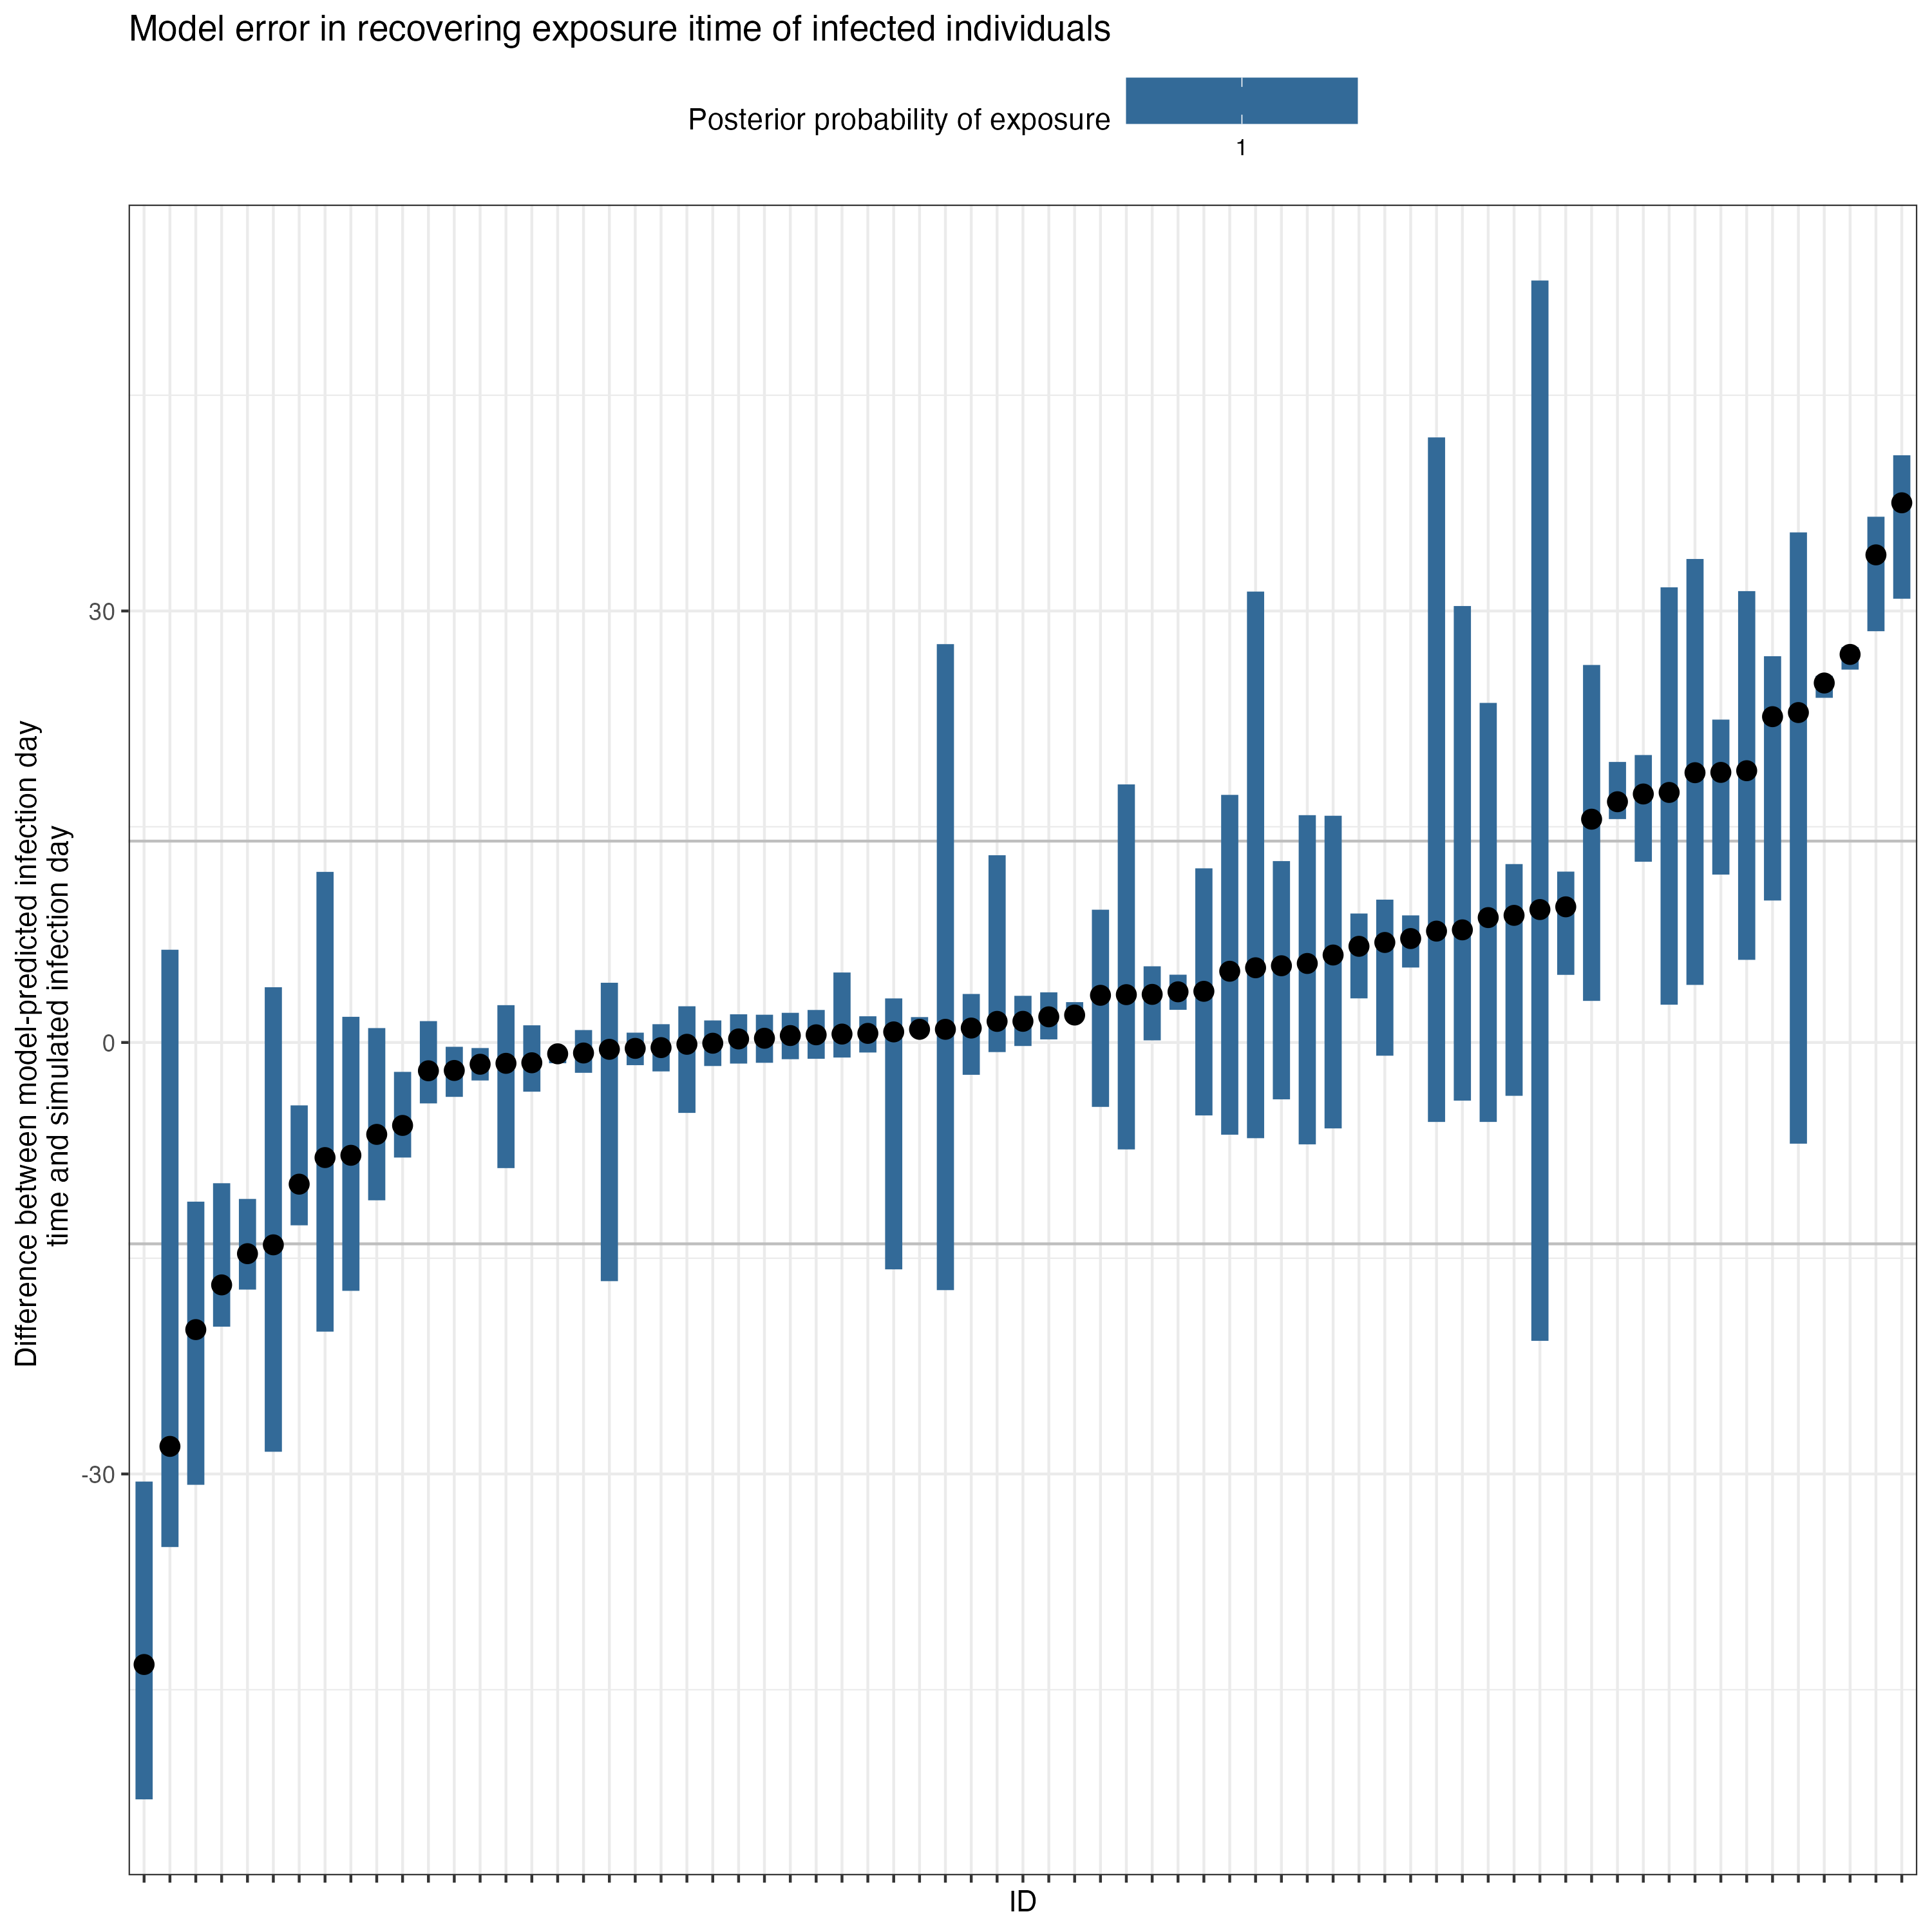 Model error in recovering exposure itime of infected individuals
Posterior probability of exposure
1
Difference between model-predicted infection day
time and simulated infection day
30
0
-30
ID